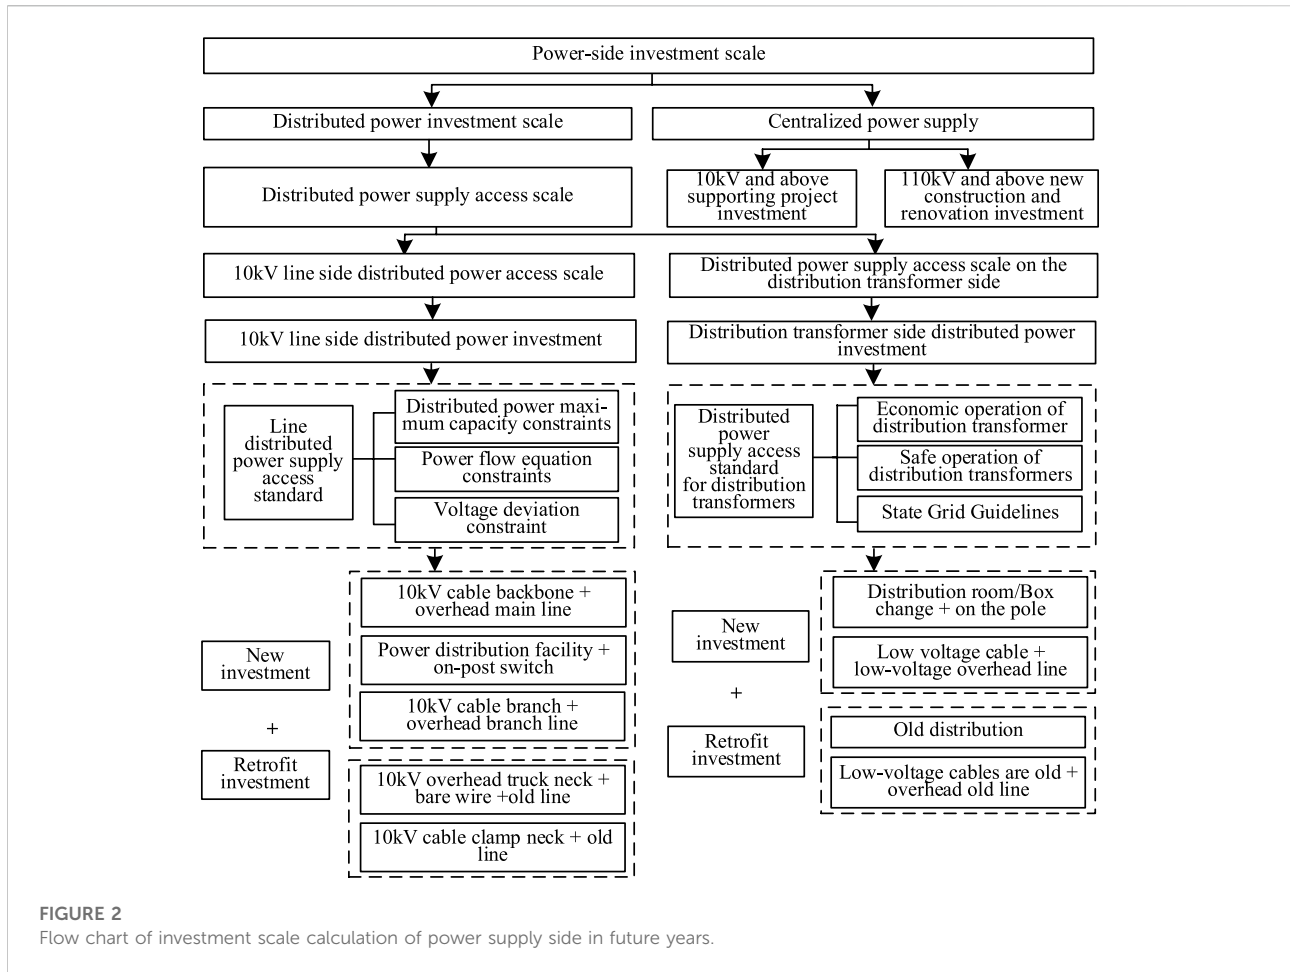 Power-side investment scale
Distributed power investment scale
Centralized power supply
Distributed power supply access scale
10kV and above
supporting project
investment
110kV and above new
construction and
renovation investment
10kV line side distributed power access scale
Distributed power supply access scale on the
distribution transformer side
10kV line side distributed power investment
Distribution transformer side distributed power
investment
Line
distributed
power supply
access
standard
Distributed power maxi-
mum capacity constraints
Power flow equation
constraints
Voltage deviation
constraint
Distributed
power
supply access
standard
for distribution
transformers
Economic operation of
distribution transformer
Safe operation of
distribution transformers
State Grid Guidelines
New
investment
+
Retrofit
investment
10kV cable backbone +
overhead main line
Power distribution facility +
on-post switch
10kV cable branch +
overhead branch line
10kV overhead truck neck +
bare wire +old line
10kV cable clamp neck + old
line
New
investment
+
Retrofit
investment
Distribution room/Box
change + on the pole
Low voltage cable +
low-voltage overhead line
Old distribution
Low-voltage cables are old +
overhead old line
FIGURE 2
Flow chart of investment scale calculation of power supply side in future years.